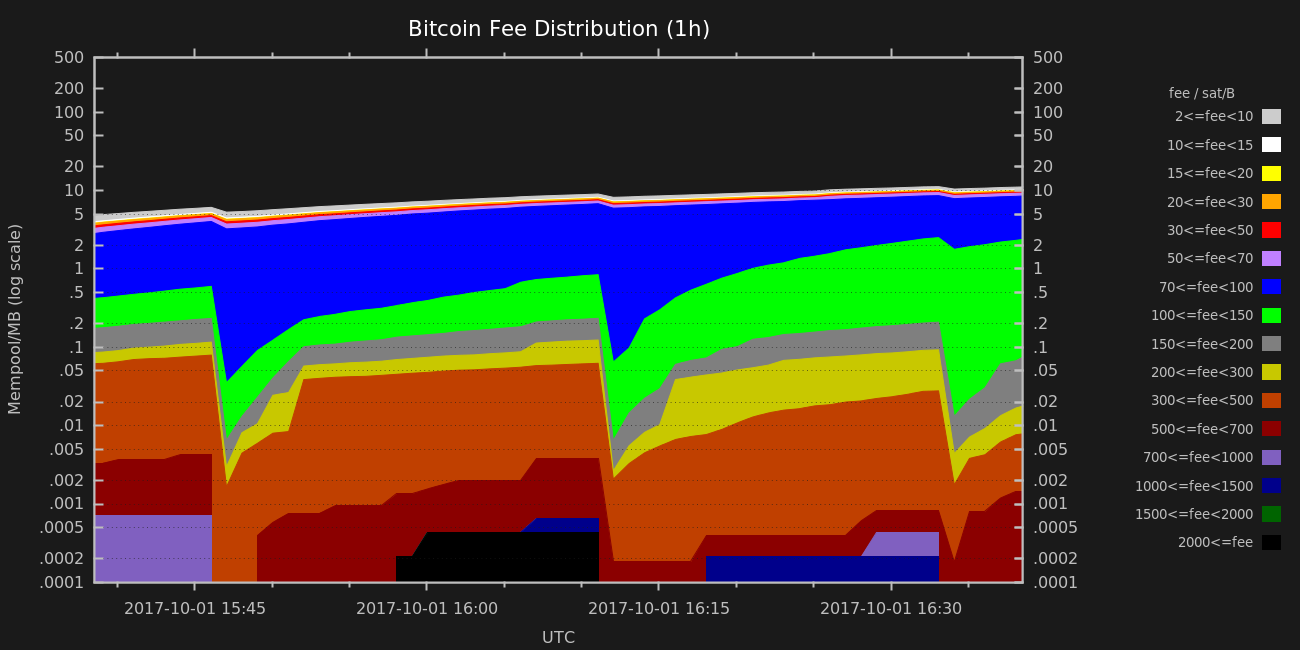 Bitcoin Fee Distribution (1h)
Mempool/MB (log scale)
500
200
100
50
20
10
5
2
1
.5
.2
.1
.05
.02
.01
.005
.002
.001
.0005
.0002
.0001
500
200
100
50
20
10
5
2
1
.5
.2
.1
.05
.02
.01
.005
.002
.001
.0005
.0002
.0001
2017-10-01 15:45 2017-10-01 16:00 2017-10-01 16:15 2017-10-01 16:30
UTC
fee / sat/B
2<=fee<10
10<=fee<15
15<=fee<20
20<=fee<30
30<=fee<50
50<=fee<70
70<=fee<100
100<=fee<150
150<=fee<200
200<=fee<300
300<=fee<500
500<=fee<700
700<=fee<1000
1000<=fee<1500
1500<=fee<2000
2000<=fee